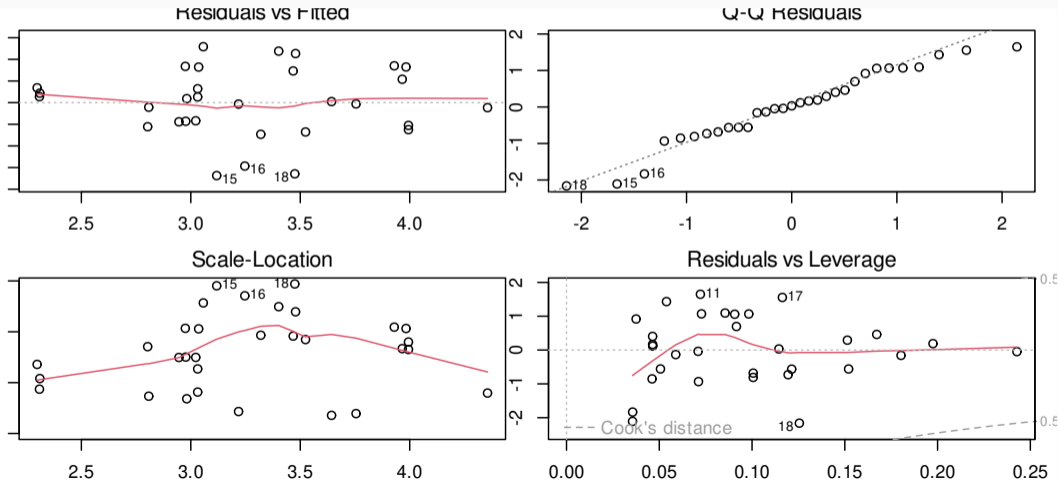 Residuals vs Fitted
15
16
18
2.5 3.0 3.5 4.0
Q-Q Residuals
2
1
0
-1
-2
18
15
16
-2 -1 0 1 2
Scale-Location
15
16
18
2.5 3.0 3.5 4.0
Residuals vs Leverage
2
1
0
-1
-2
11
17
18
Cook's distance
0.5
0.5
0.00 0.05 0.10 0.15 0.20 0.25